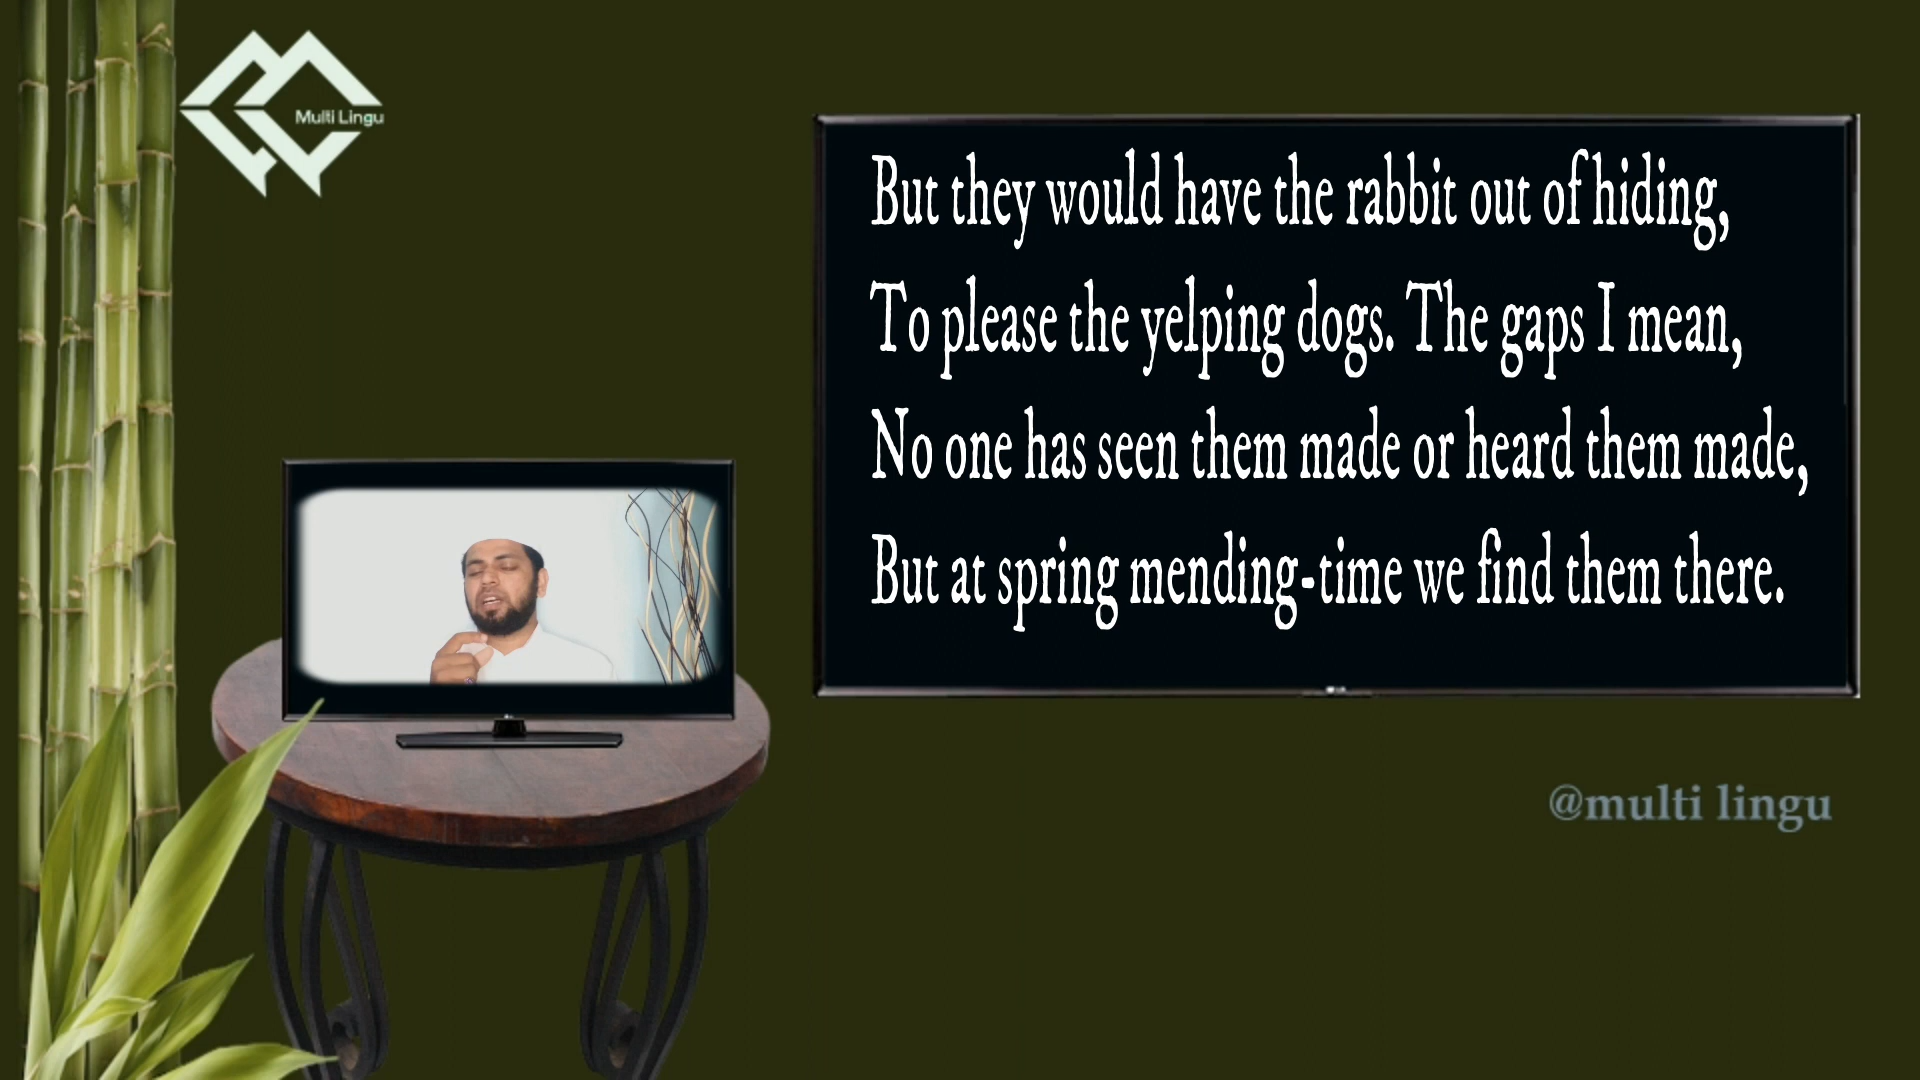 Multi Lingu
But they would have the rabbit out of hiding,
To please the yelping dogs. The gaps I mean,
No one has seen them made or heard them made,
But at spring mending-time we find them there.
@multi lingu